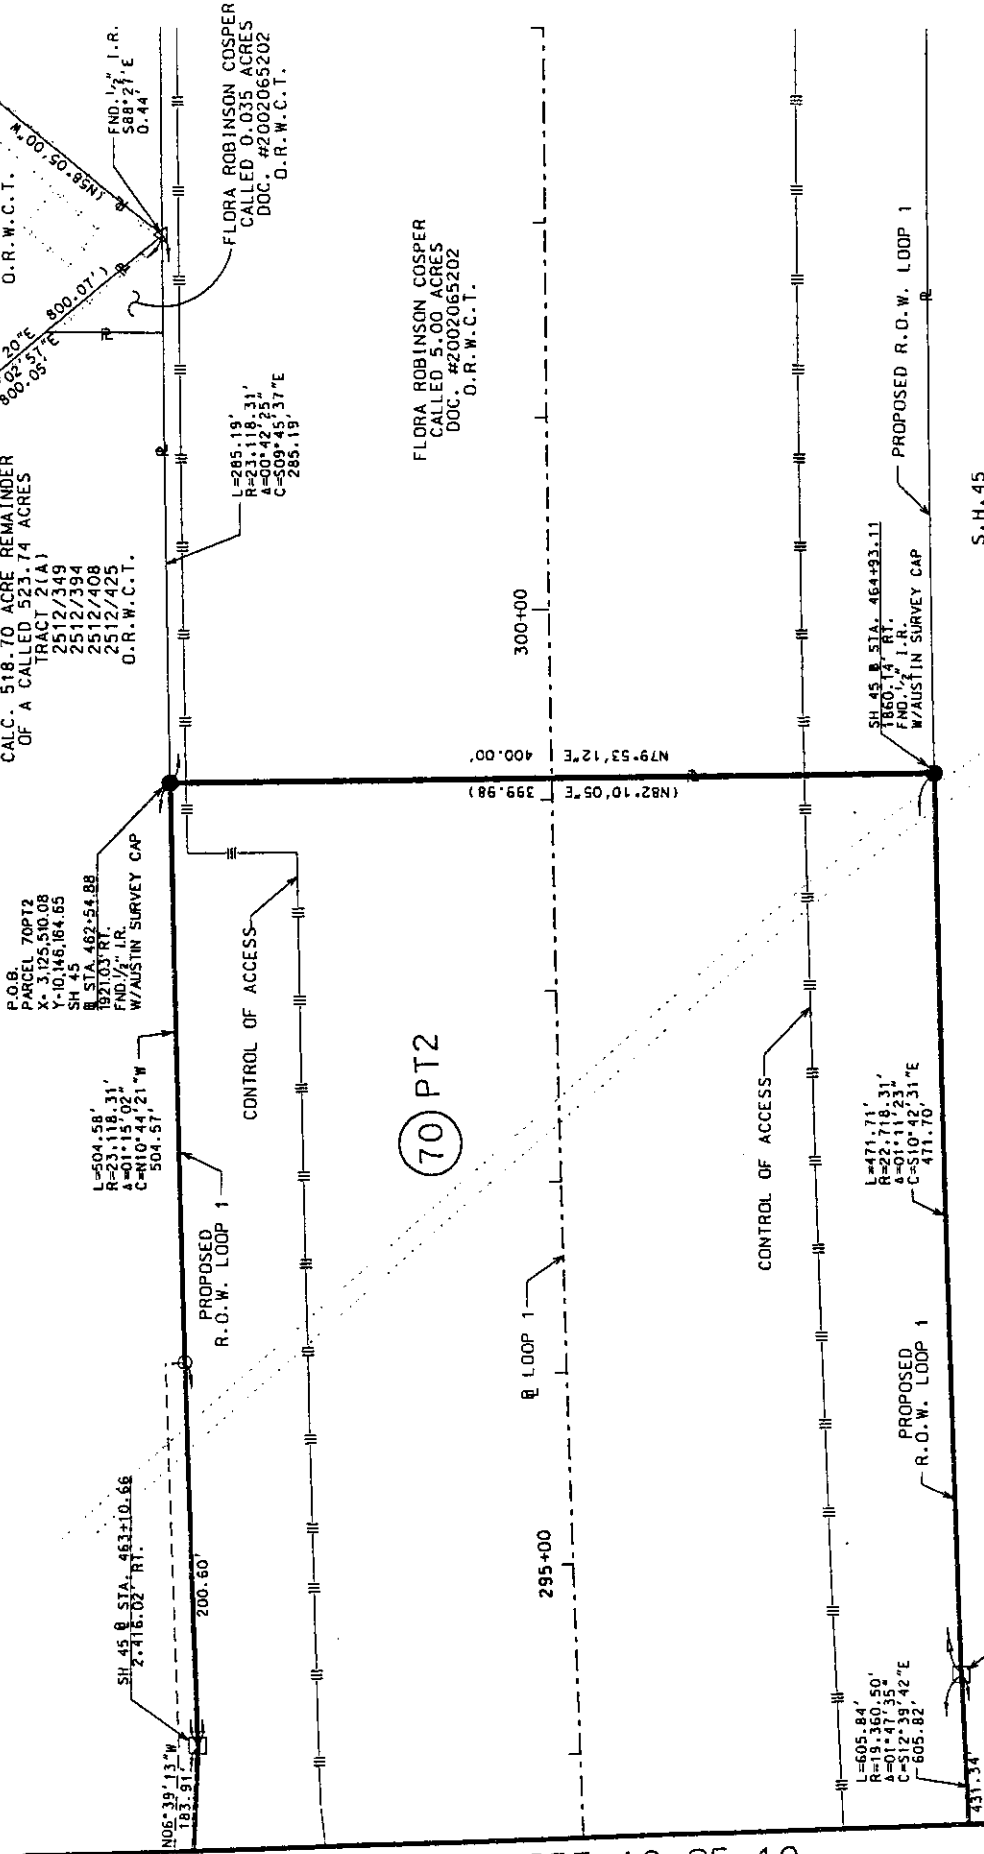 O.R.W.C.T.
(N58°05'00"W
FND. 1/2" I.R.
S88°27'E
0.44'
20"E 800.07')
02'57"E
800.05'
FLORA ROBINSON COSPER
CALLED 0.035 ACRES
DOC. #2002065202
O.R.W.C.T.
CALC. 518.70 ACRE REMAINDER
OF A CALLED 523.74 ACRES
TRACT 2(A)
2512/349
2512/394
2512/408
2512/425
O.R.W.C.T.
L=285.19'
R=23,118.31'
Δ=00°42'25"
C=S09°45'37"E
285.19'
FLORA ROBINSON COSPER
CALLED 5.00 ACRES
DOC. #2002065202
O.R.W.C.T.
300+00
PROPOSED R.O.W. LOOP 1
S.H.45
SH 45 ℄ STA. 464+93.11
1860.14' RT.
FND. 1/2" I.R.
W/AUSTIN SURVEY CAP
N79°53'12"E 400.00'
(N82°10'05"E 399.98)
P.O.B.
PARCEL 70PT2
X= 3,125,510.08
Y=10,146,164.65
SH 45
℄ STA. 462+54.88
1921.03' RT.
FND. 1/2" I.R.
W/AUSTIN SURVEY CAP
L=504.58'
R=23,118.31'
Δ=01°15'02"
C=N10°44'21"W
504.57'
CONTROL OF ACCESS
70 PT2
CONTROL OF ACCESS
L=471.71'
R=22,718.31'
Δ=01°11'23"
C=S10°42'31"E
471.70'
PROPOSED
R.O.W. LOOP 1
℄ LOOP 1
PROPOSED
R.O.W. LOOP 1
SH 45 ℄ STA. 463+10.66
2,416.02' RT.
200.60'
295+00
N06°39'13"W
183.91'
L=605.84'
R=19,360.50'
Δ=01°47'35"
C=S12°39'42"E
605.82'
431.34'